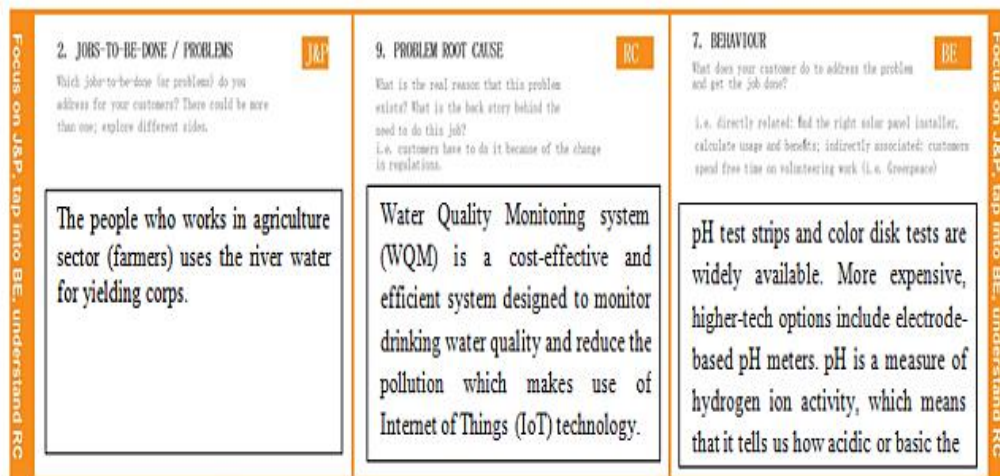 Focus on J&P, tap into BE, understand RC
2. JOBS-TO-BE-DONE / PROBLEMS
J&P
Which jobs-to-be-done (or problems) do you
address for your customers? There could be more
than one; explore different sides.
The people who works in agriculture
sector (farmers) uses the river water
for yielding corps.
9. PROBLEM ROOT CAUSE
RC
What is the real reason that this problem
exists? What is the back story behind the
need to do this job?
i.e. customers have to do it because of the change
in regulations.
Water Quality Monitoring system
(WQM) is a cost-effective and
efficient system designed to monitor
drinking water quality and reduce the
pollution which makes use of
Internet of Things (IoT) technology.
7. BEHAVIOUR
BE
What does your customer do to address the problem
and get the job done?
i.e. directly related: find the right solar panel installer,
calculate usage and benefits; indirectly associated: customers
spend free time on volunteering work (i.e. Greenpeace)
pH test strips and color disk tests are
widely available. More expensive,
higher-tech options include electrode-
based pH meters. pH is a measure of
hydrogen ion activity, which means
that it tells us how acidic or basic the
Focus on J&P, tap into BE, understand RC